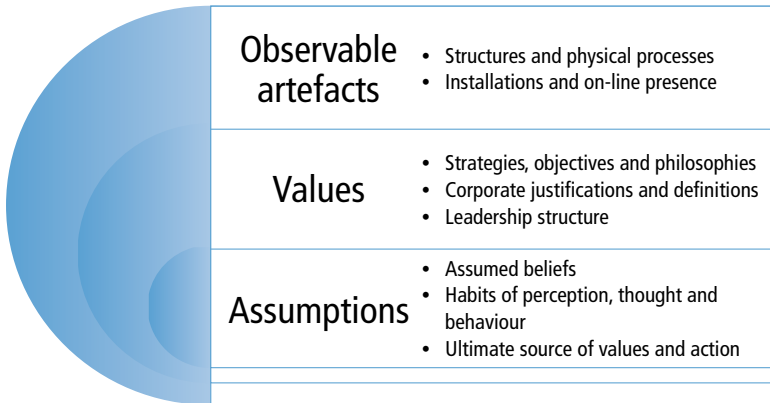 Observable
artefacts
• Structures and physical processes
• Installations and on-line presence
Values
• Strategies, objectives and philosophies
• Corporate justifications and definitions
• Leadership structure
Assumptions
• Assumed beliefs
• Habits of perception, thought and
behaviour
• Ultimate source of values and action